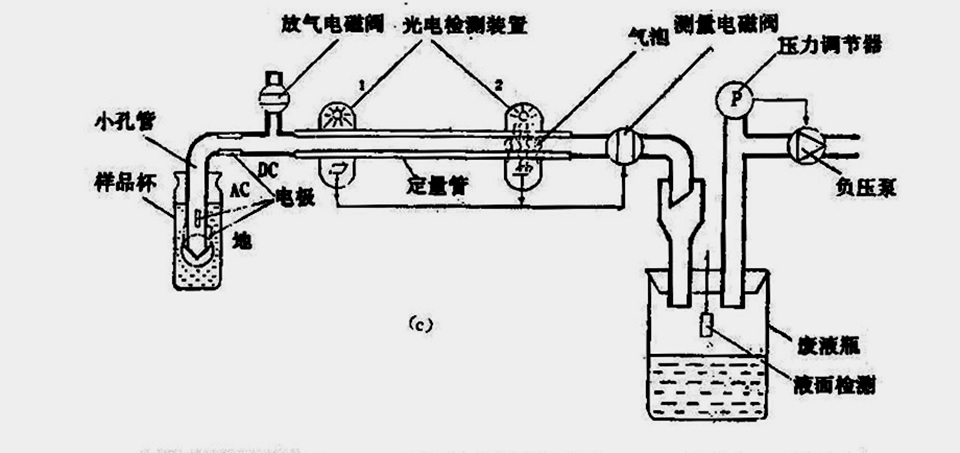 放气电磁阀
光电检测装置
气泡
测量电磁阀
压力调节器
1
2
P
小孔管
样品杯
DC
AC
电极
定量管
负压泵
地
(c)
废液瓶
液面检测